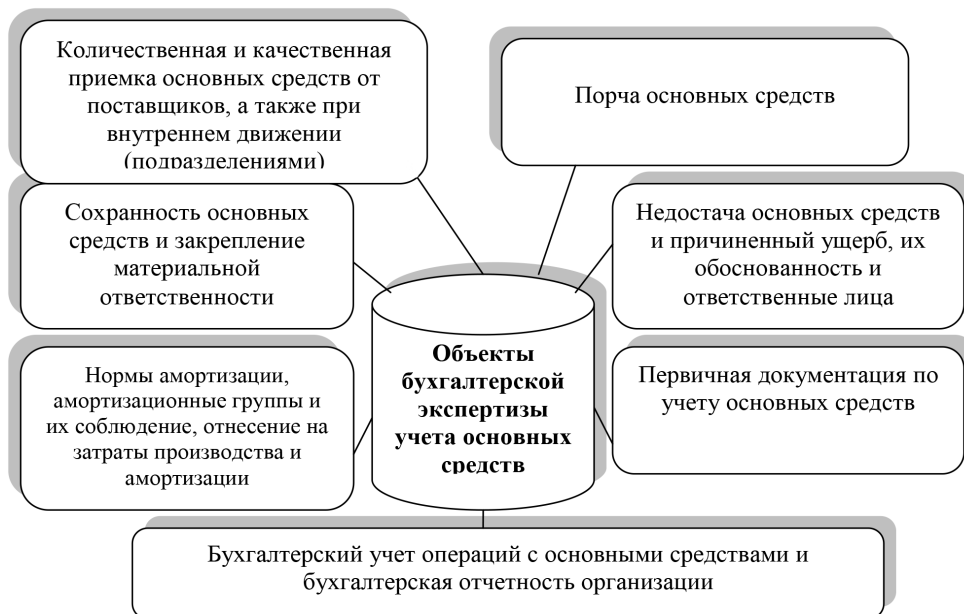 Количественная и качественная
приемка основных средств от
поставщиков, а также при
внутреннем движении
(подразделениями)
Порча основных средств
Сохранность основных
средств и закрепление
материальной
ответственности
Недостача основных средств
и причиненный ущерб, их
обоснованность и
ответственные лица
Объекты
бухгалтерской
экспертизы
учета основных
средств
Нормы амортизации,
амортизационные группы и
их соблюдение, отнесение на
затраты производства и
амортизации
Первичная документация по
учету основных средств
Бухгалтерский учет операций с основными средствами и
бухгалтерская отчетность организации